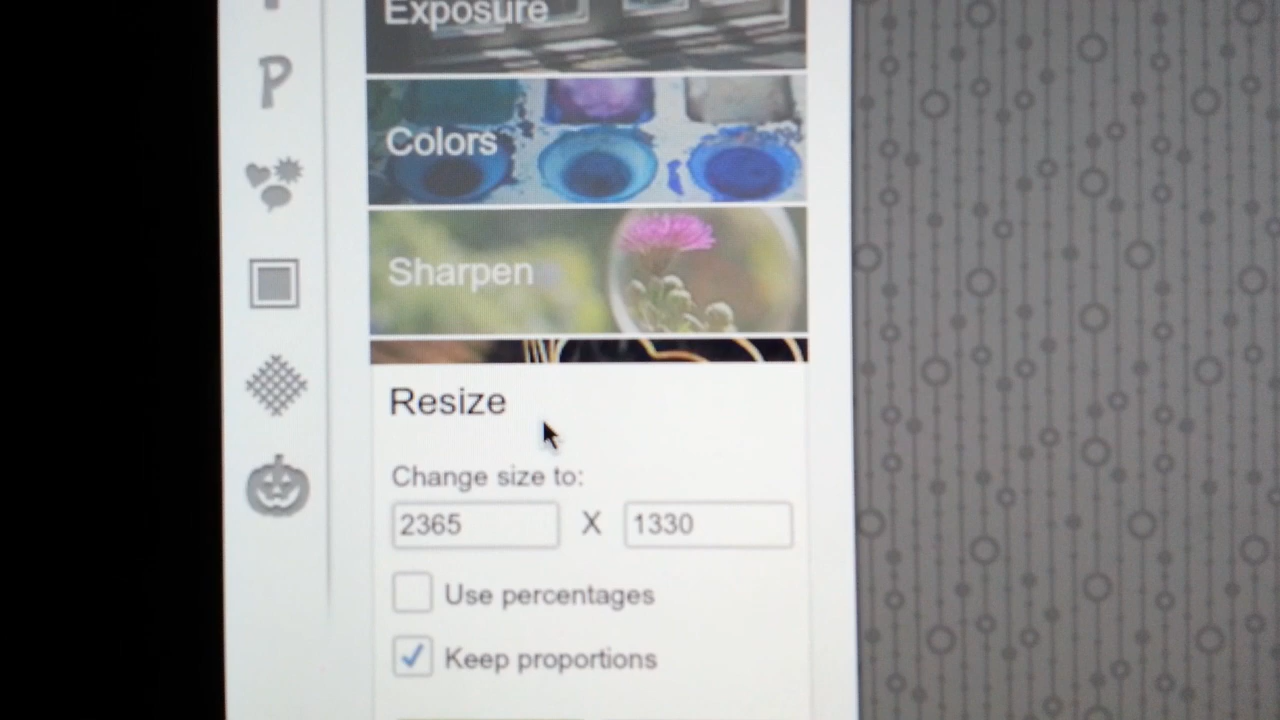 Exposure
P
Colors
Sharpen
Resize
Change size to:
2365 X 1330
Use percentages
Keep proportions